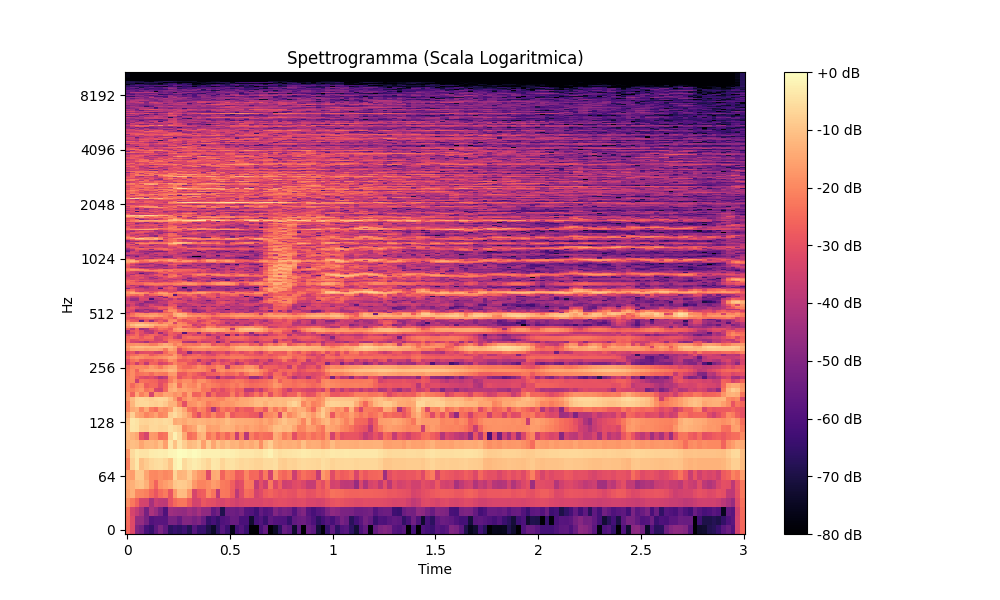 Spettrogramma (Scala Logaritmica)
Hz
8192
4096
2048
1024
512
256
128
64
0
0
0.5
1
1.5
2
2.5
3
Time
+0 dB
-10 dB
-20 dB
-30 dB
-40 dB
-50 dB
-60 dB
-70 dB
-80 dB